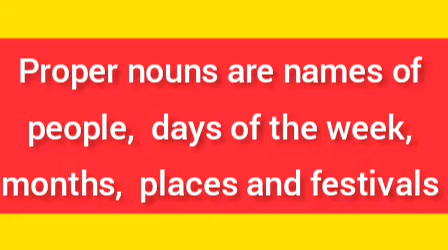 Proper nouns are names of
people, days of the week,
months, places and festivals